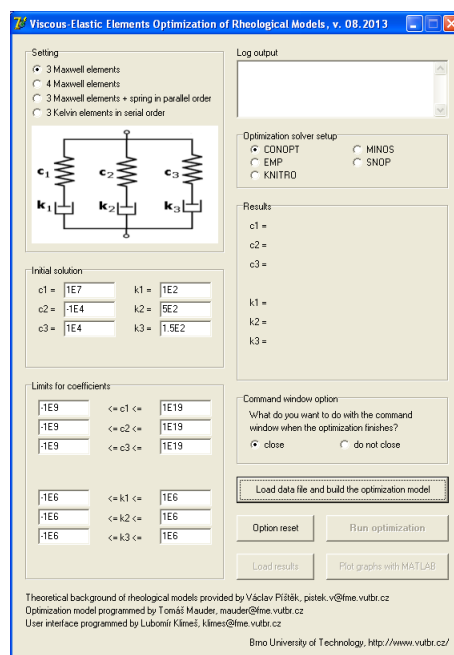 Viscous-Elastic Elements Optimization of Rheological Models, v. 08.2013
Setting
3 Maxwell elements
4 Maxwell elements
3 Maxwell elements + spring in parallel order
3 Kelvin elements in serial order
c1 c2 c3
k1 k2 k3
Initial solution
c1 = 1E7 k1 = 1E2
c2 = -1E4 k2 = 5E2
c3 = 1E4 k3 = 1.5E2
Limits for coefficients
-1E9 <= c1 <= 1E19
-1E9 <= c2 <= 1E19
-1E9 <= c3 <= 1E19
-1E6 <= k1 <= 1E6
-1E6 <= k2 <= 1E6
-1E6 <= k3 <= 1E6
Log output
Optimization solver setup
CONOPT MINOS
EMP SNOP
KNITRO
Results
c1 =
c2 =
c3 =
k1 =
k2 =
k3 =
Command window option
What do you want to do with the command
window when the optimization finishes?
close do not close
Load data file and build the optimization model
Option reset Run optimization
Load results Plot graphs with MATLAB
Theoretical background of rheological models provided by Václav Píštěk, pistek.v@fme.vutbr.cz
Optimization model programmed by Tomáš Mauder, mauder@fme.vutbr.cz
User interface programmed by Lubomír Klimeš, klimes@fme.vutbr.cz
Brno University of Technology, http://www.vutbr.cz/